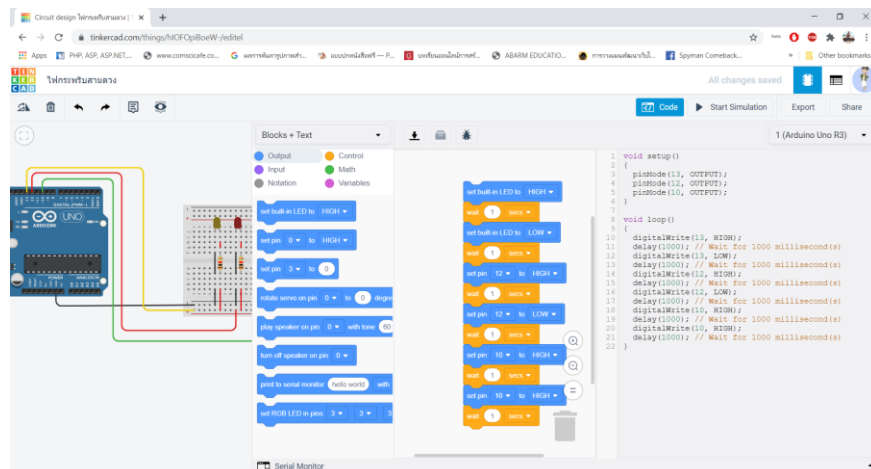 Circuit design ไฟกระพริบสามดวง |
tinkercad.com/things/hIOFOpiBoeW-/editel
Apps
PHP, ASP, ASP.NET,...
www.comscicafe.co...
ABARM EDUCATIO...
Spyman Comeback...
Other bookmarks
TIN
KER
CAD
ไฟกระพริบสามดวง
All changes saved
Code
Start Simulation
Export
Share
Blocks + Text
1 (Arduino Uno R3)
Output
Control
Input
Math
Notation
Variables
UNO
ARDUINO
set built-in LED to HIGH
set pin 0 to HIGH
set pin 3 to 0
rotate servo on pin 0 to 0 degre
play speaker on pin 0 with tone 60
turn off speaker on pin 0
print to serial monitor hello world with
set RGB LED in pins 3 3 3
set built-in LED to HIGH
wait 1 secs
set built-in LED to LOW
wait 1 secs
set pin 12 to HIGH
wait 1 secs
set pin 12 to LOW
wait 1 secs
set pin 10 to HIGH
wait 1 secs
set pin 10 to HIGH
wait 1 secs
1 void setup()
2 {
3 pinMode(13, OUTPUT);
4 pinMode(12, OUTPUT);
5 pinMode(10, OUTPUT);
6 }
7
8 void loop()
9 {
10 digitalWrite(13, HIGH);
11 delay(1000); // Wait for 1000 millisecond(s)
12 digitalWrite(13, LOW);
13 delay(1000); // Wait for 1000 millisecond(s)
14 digitalWrite(12, HIGH);
15 delay(1000); // Wait for 1000 millisecond(s)
16 digitalWrite(12, LOW);
17 delay(1000); // Wait for 1000 millisecond(s)
18 digitalWrite(10, HIGH);
19 delay(1000); // Wait for 1000 millisecond(s)
20 digitalWrite(10, HIGH);
21 delay(1000); // Wait for 1000 millisecond(s)
22 }
Serial Monitor